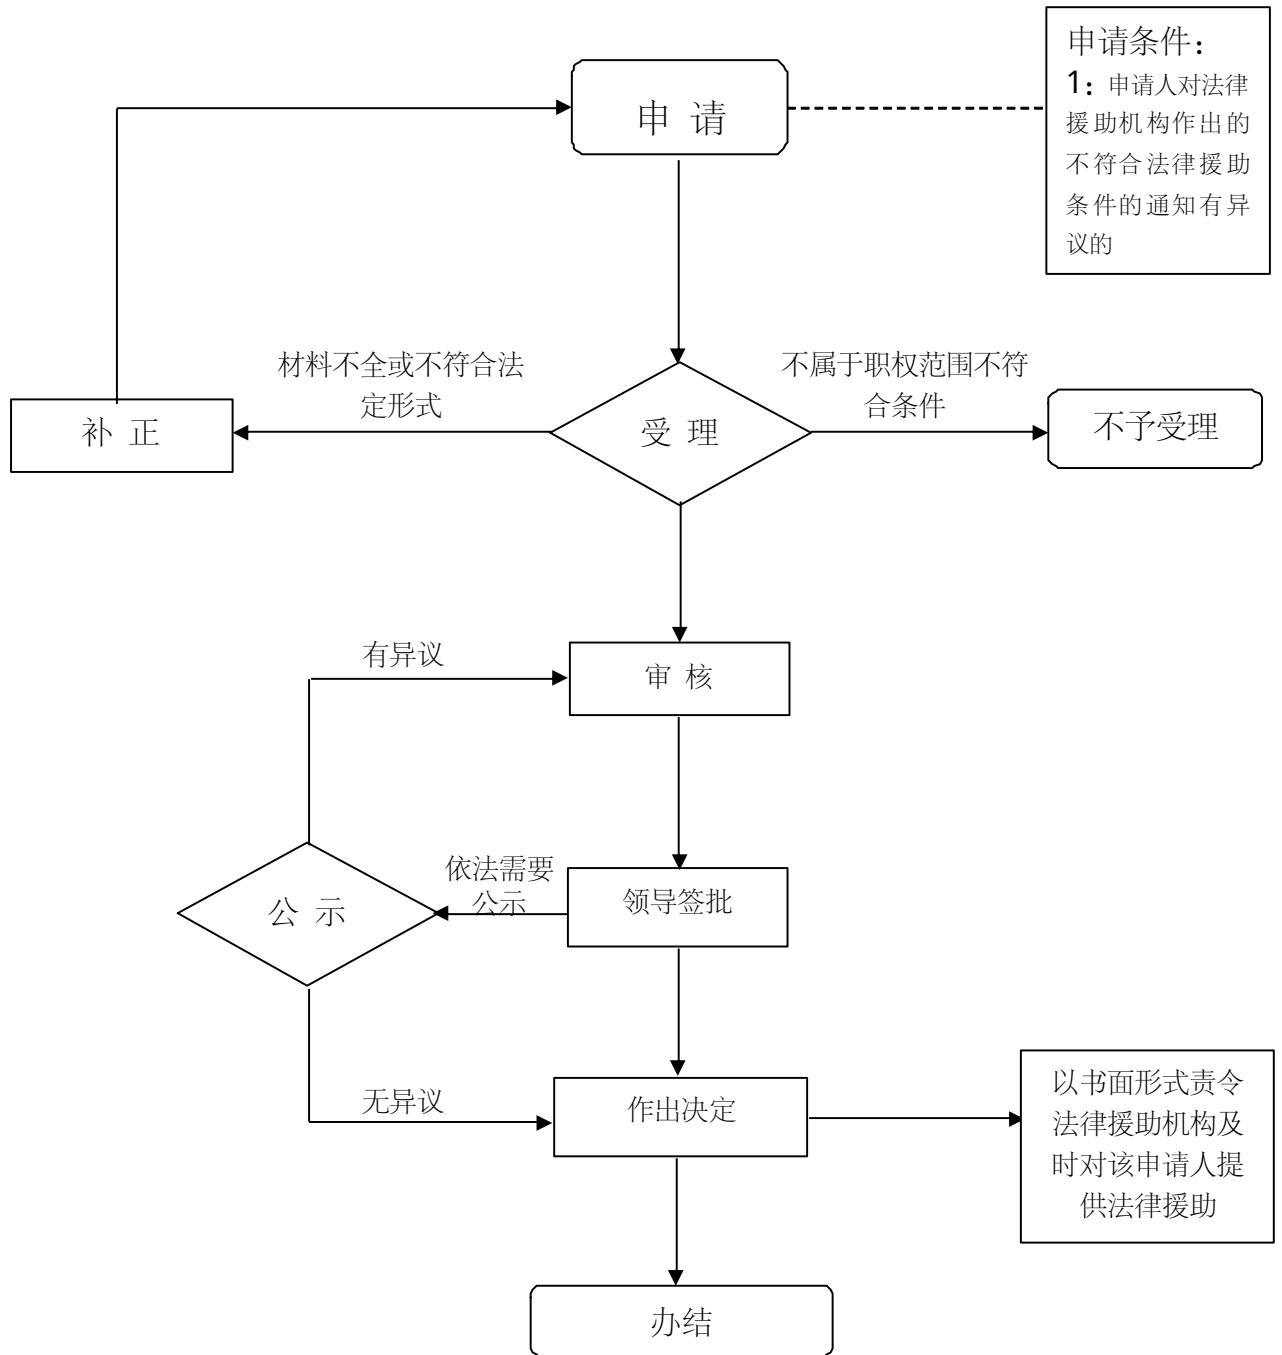 申请条件：
1：申请人对法律
援助机构作出的
不符合法律援助
条件的通知有异
议的
申 请
材料不全或不符合法
定形式
不属于职权范围不符
合条件
补 正
受 理
不予受理
有异议
审 核
依法需要
公示
领导签批
公 示
无异议
作出决定
以书面形式责令
法律援助机构及
时对该申请人提
供法律援助
办结